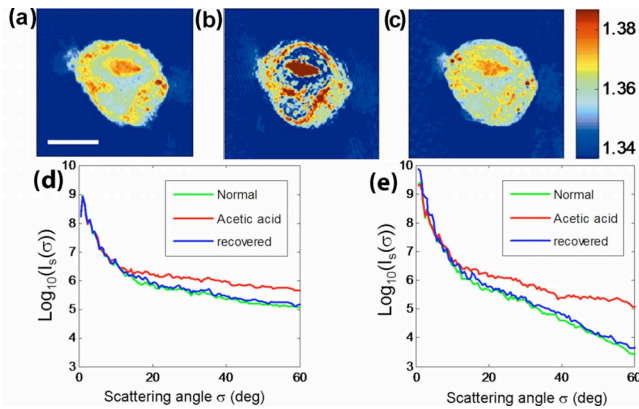 (a)
(b)
(c)
1.38
1.36
1.34
(d)
10
9
8
7
6
5
4
3
Log10(Is(σ))
Normal
Acetic acid
recovered
0
20
40
60
Scattering angle σ (deg)
(e)
10
9
8
7
6
5
4
3
Log10(Is(σ))
Normal
Acetic acid
recovered
0
20
40
60
Scattering angle σ (deg)